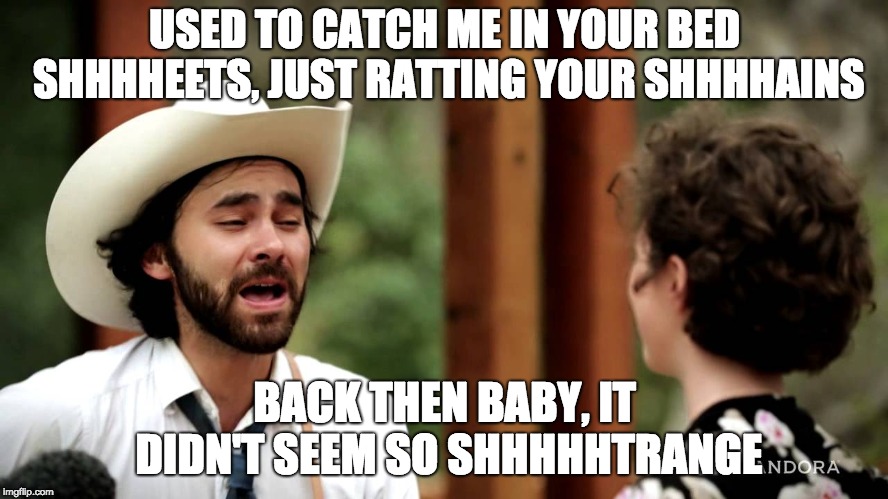 USED TO CATCH ME IN YOUR BED
SHHHHEETS, JUST RATTING YOUR SHHHHAINS
BACK THEN BABY, IT
DIDN'T SEEM SO SHHHHHTRANGE
ANDORA
imgflip.com